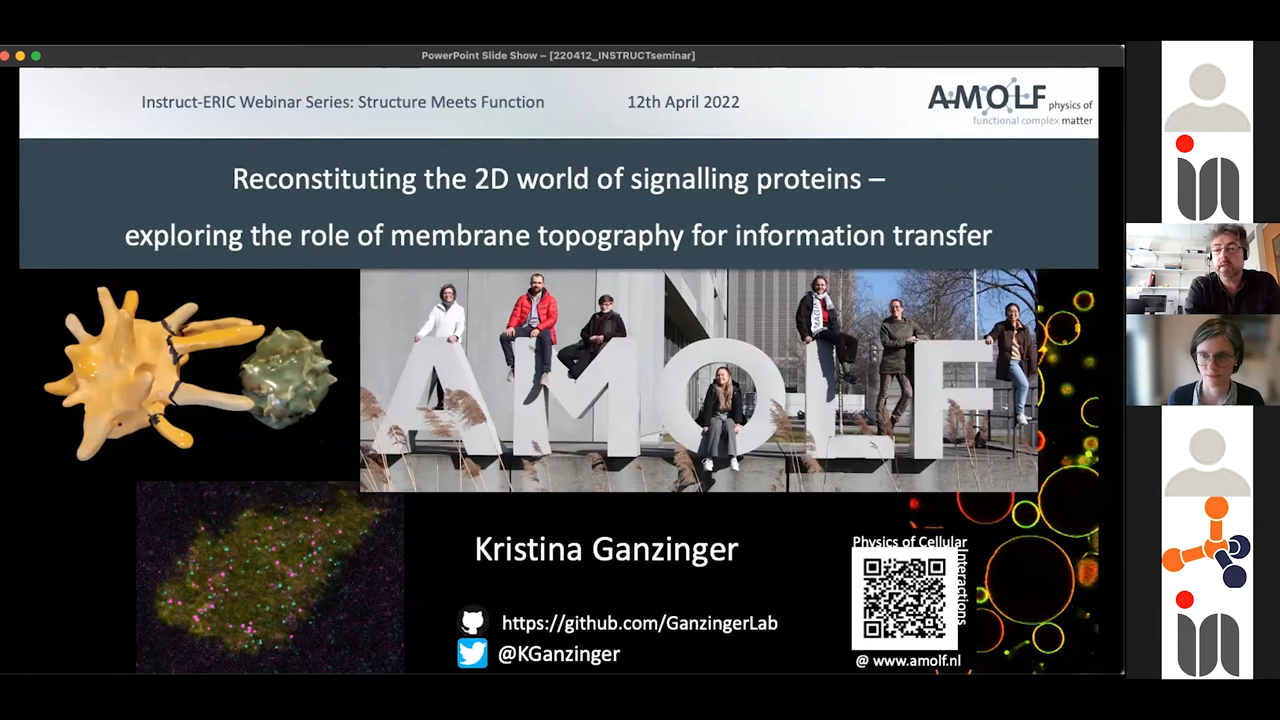 PowerPoint Slide Show – [220412_INSTRUCTseminar]
Instruct-ERIC Webinar Series: Structure Meets Function
12th April 2022
AMOLF physics of
functional complex matter
Reconstituting the 2D world of signalling proteins –
exploring the role of membrane topography for information transfer
AMOLF
Kristina Ganzinger
https://github.com/GanzingerLab
@KGanzinger
Physics of Cellular
Interactions
@ www.amolf.nl